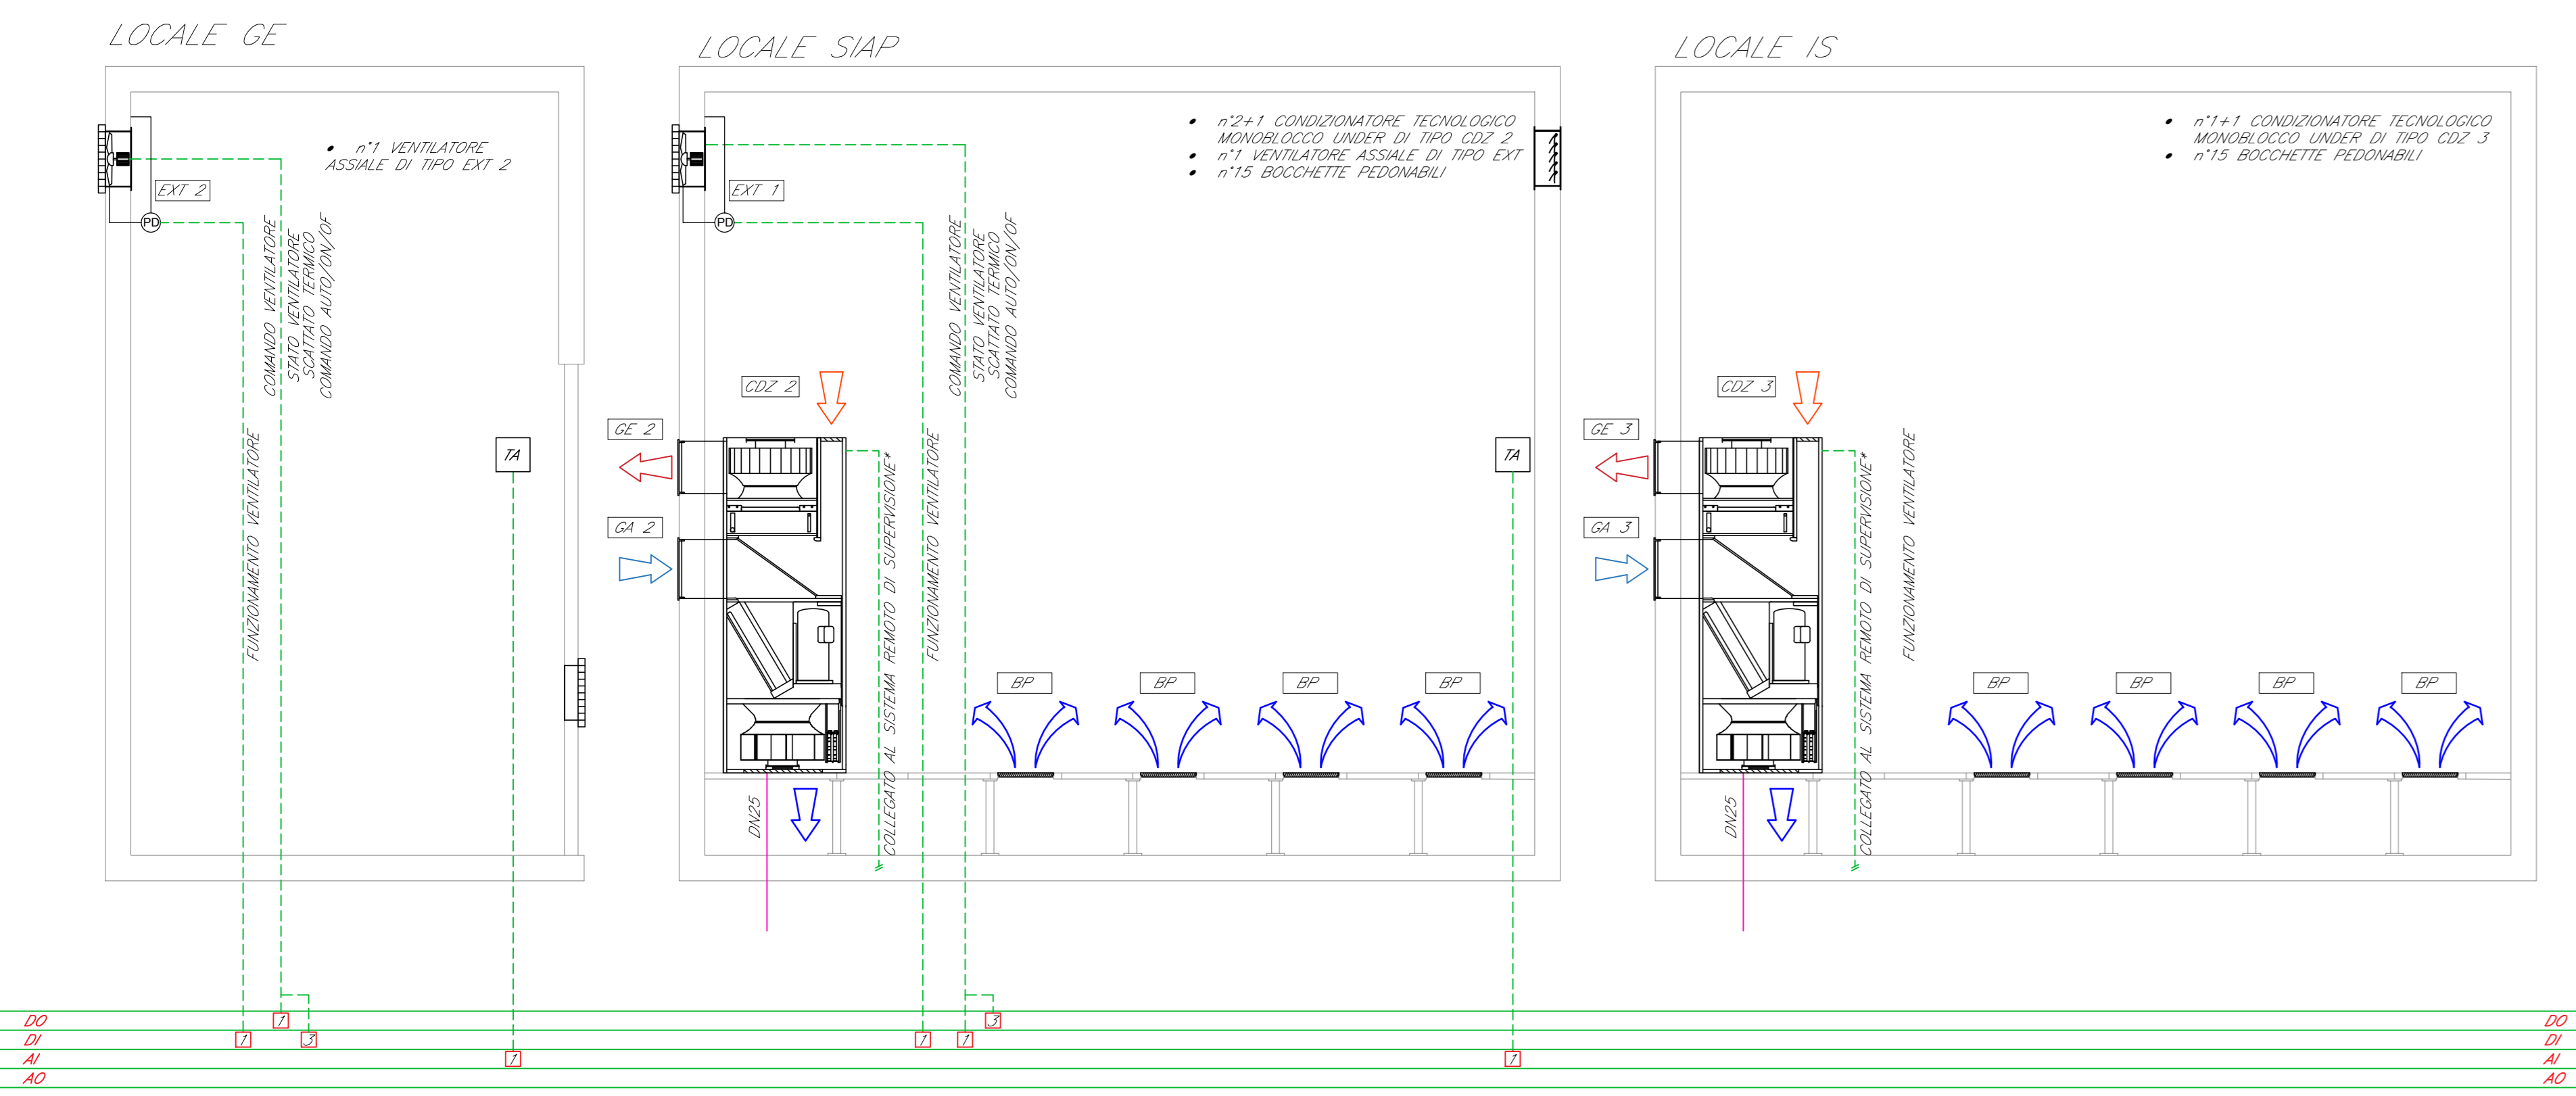 LOCALE GE
n°1 VENTILATORE
ASSIALE DI TIPO EXT 2
EXT 2
PD
COMANDO VENTILATORE
STATO VENTILATORE
SCATTATO TERMICO
COMANDO AUTO/ON/OF
FUNZIONAMENTO VENTILATORE
TA
LOCALE SIAP
n°2+1 CONDIZIONATORE TECNOLOGICO
MONOBLOCCO UNDER DI TIPO CDZ 2
n°1 VENTILATORE ASSIALE DI TIPO EXT
n°15 BOCCHETTE PEDONABILI
EXT 1
PD
COMANDO VENTILATORE
STATO VENTILATORE
SCATTATO TERMICO
COMANDO AUTO/ON/OF
CDZ 2
GE 2
GA 2
COLLEGATO AL SISTEMA REMOTO DI SUPERVISIONE*
FUNZIONAMENTO VENTILATORE
TA
BP
BP
BP
BP
DN25
LOCALE IS
n°1+1 CONDIZIONATORE TECNOLOGICO
MONOBLOCCO UNDER DI TIPO CDZ 3
n°15 BOCCHETTE PEDONABILI
CDZ 3
GE 3
GA 3
COLLEGATO AL SISTEMA REMOTO DI SUPERVISIONE*
FUNZIONAMENTO VENTILATORE
BP
BP
BP
BP
DN25
DO 1 3 DO
DI 1 3 1 1 DI
AI 1 1 AI
AO AO